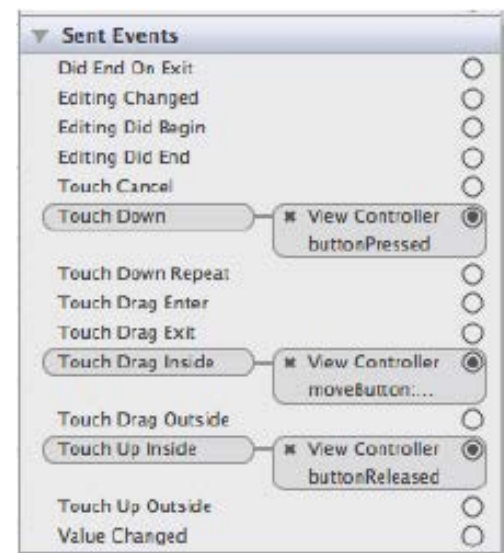 Sent Events
Did End On Exit
Editing Changed
Editing Did Begin
Editing Did End
Touch Cancel
Touch Down
View Controller
buttonPressed
Touch Down Repeat
Touch Drag Enter
Touch Drag Exit
Touch Drag Inside
View Controller
moveButton:...
Touch Drag Outside
Touch Up Inside
View Controller
buttonReleased
Touch Up Outside
Value Changed